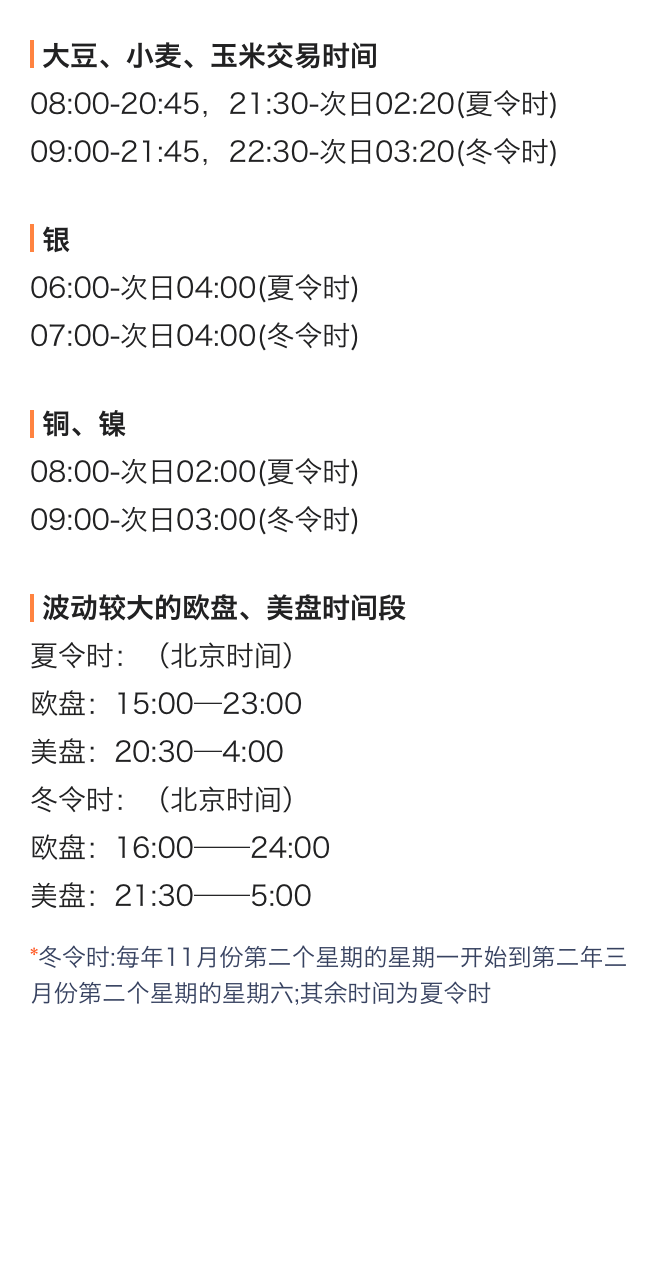 大豆、小麦、玉米交易时间
08:00-20:45，21:30-次日02:20(夏令时)
09:00-21:45，22:30-次日03:20(冬令时)
银
06:00-次日04:00(夏令时)
07:00-次日04:00(冬令时)
铜、镍
08:00-次日02:00(夏令时)
09:00-次日03:00(冬令时)
波动较大的欧盘、美盘时间段
夏令时：（北京时间）
欧盘：15:00—23:00
美盘：20:30—4:00
冬令时：（北京时间）
欧盘：16:00——24:00
美盘：21:30——5:00
*冬令时:每年11月份第二个星期的星期一开始到第二年三
月份第二个星期的星期六;其余时间为夏令时